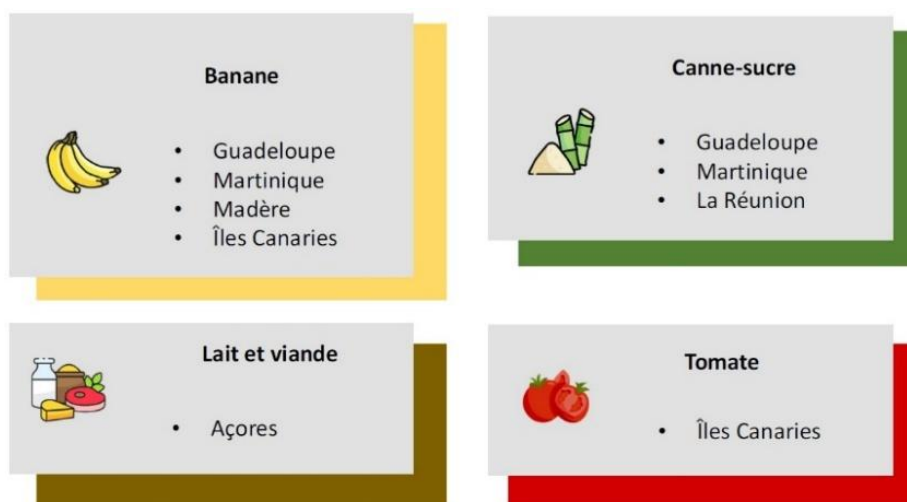 Banane
• Guadeloupe
• Martinique
• Madère
• Îles Canaries
Canne-sucre
• Guadeloupe
• Martinique
• La Réunion
Lait et viande
• Açores
Tomate
• Îles Canaries